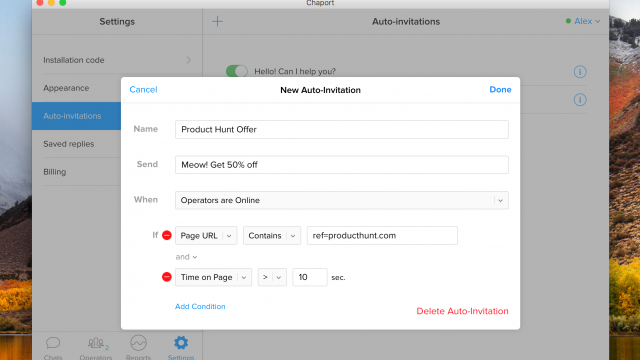 Chaport
Settings
Auto-invitations
Alex
Installation code
Hello! Can I help you?
Appearance
Auto-invitations
Saved replies
Billing
Cancel
New Auto-Invitation
Done
Name
Product Hunt Offer
Send
Meow! Get 50% off
When
Operators are Online
If
Page URL
Contains
ref=producthunt.com
and
Time on Page
>
10
sec.
Add Condition
Delete Auto-Invitation
2
Chats
Operators
Reports
Settings